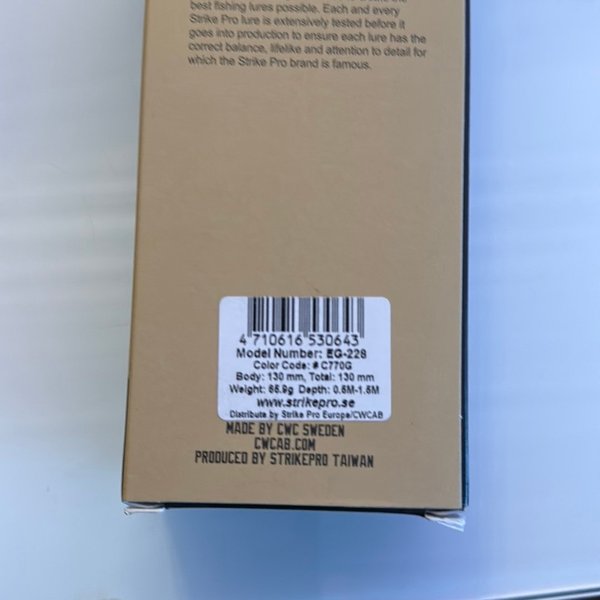 best fishing lures possible. Each and every
Strike Pro lure is extensively tested before it
goes into production to ensure each lure has the
correct balance, lifelike and attention to detail for
which the Strike Pro brand is famous.
4 710616 530643
Model Number: EG-228
Color Code: # C770G
Body: 130 mm, Total: 130 mm
Weight: 65.9g Depth: 0.5M-1.5M
www.strikepro.se
Distribute by Strike Pro Europe/CWCAB
MADE BY CWC SWEDEN
CWCAB.COM
PRODUCED BY STRIKEPRO TAIWAN